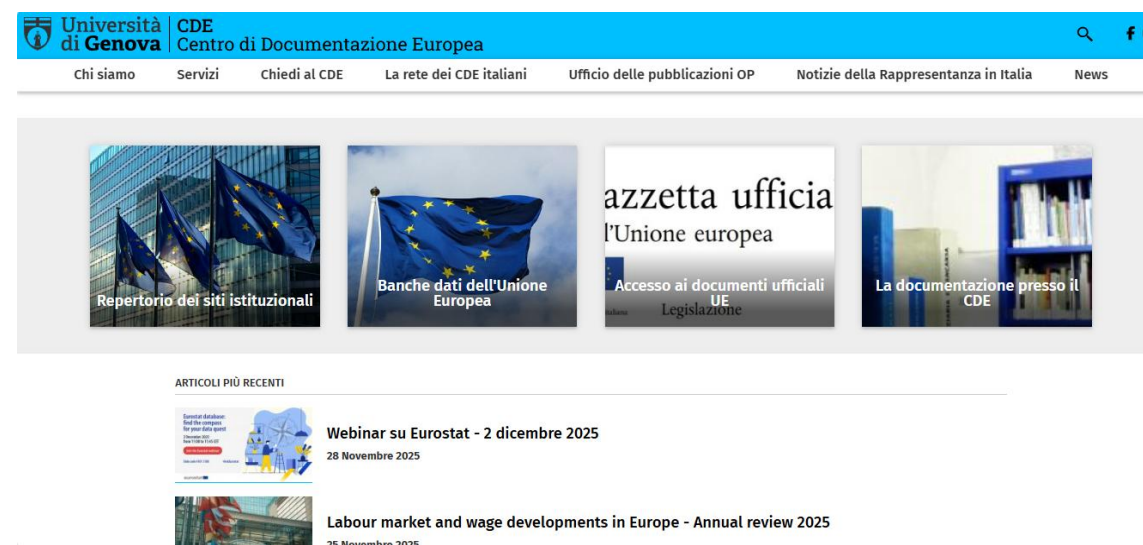 Università
di Genova
CDE
Centro di Documentazione Europea
f
Chi siamo Servizi Chiedi al CDE La rete dei CDE italiani Ufficio delle pubblicazioni OP Notizie della Rappresentanza in Italia News
Repertorio dei siti istituzionali
Banche dati dell'Unione
Europea
azzetta ufficia
l'Unione europea
Accesso ai documenti ufficiali
UE
Legislazione
La documentazione presso il
CDE
ARTICOLI PIÙ RECENTI
Eurostat database:
find the compass
for your data quest
Webinar su Eurostat - 2 dicembre 2025
28 Novembre 2025
Labour market and wage developments in Europe - Annual review 2025
25 Novembre 2025